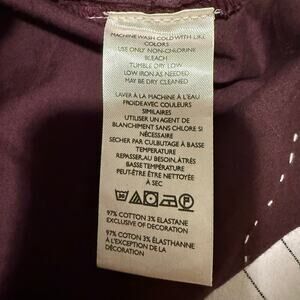 MACHINE WASH COLD WITH LIKE
COLORS
USE ONLY NON-CHLORINE
BLEACH
TUMBLE DRY LOW
LOW IRON AS NEEDED
MAY BE DRY CLEANED
LAVER À LA MACHINE À L'EAU
FROIDE AVEC COULEURS
SIMILAIRES
UTILISER UN AGENT DE
BLANCHIMENT SANS CHLORE SI
NÉCESSAIRE
SECHER PAR CULBUTAGE À BASSE
TEMPERATURE
REPASSER AU BESOIN, À TRÈS
BASSE TEMPÉRATURE
PEUT-ÊTRE NETTOYÉE
À SEC
30
P
97% COTTON 3% ELASTANE
EXCLUSIVE OF DECORATION
97% COTON 3% ÉLASTHANNE
À L'EXCEPTION DE LA
DÉCORATION